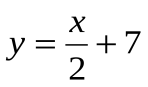 y = x/2 + 7